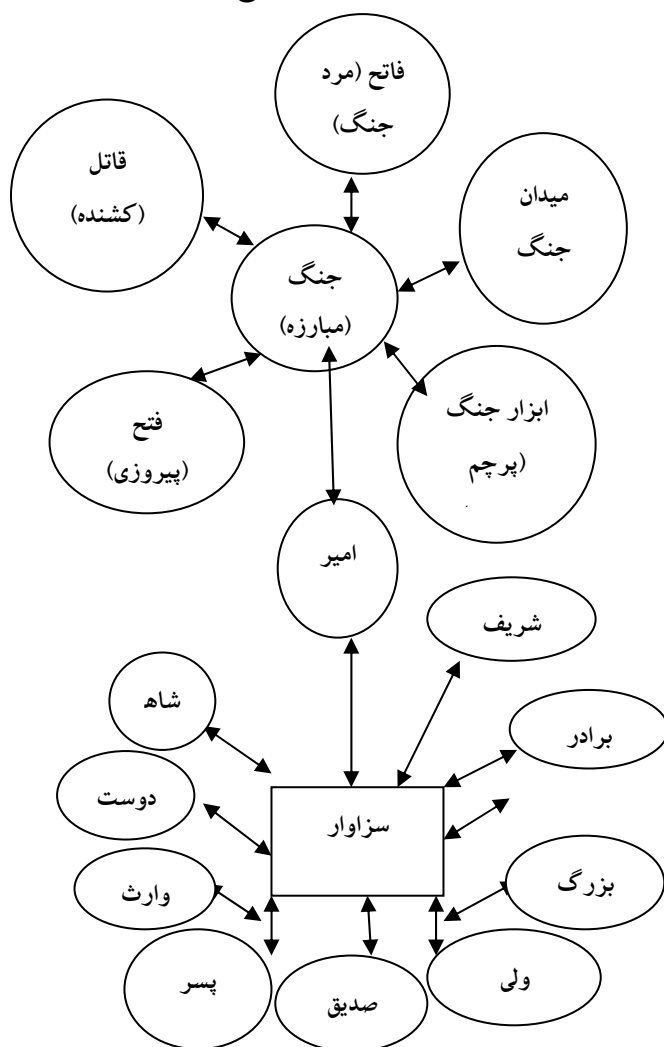 فاتح (مرد
جنگ)
قاتل
(کشنده)
میدان
جنگ
جنگ
(مبارزه)
ابزار جنگ
(پرچم
فتح
(پیروزی)
امیر
شریف
شاه
برادر
دوست
سزاوار
وارث
بزرگ
پسر
صدیق
ولی